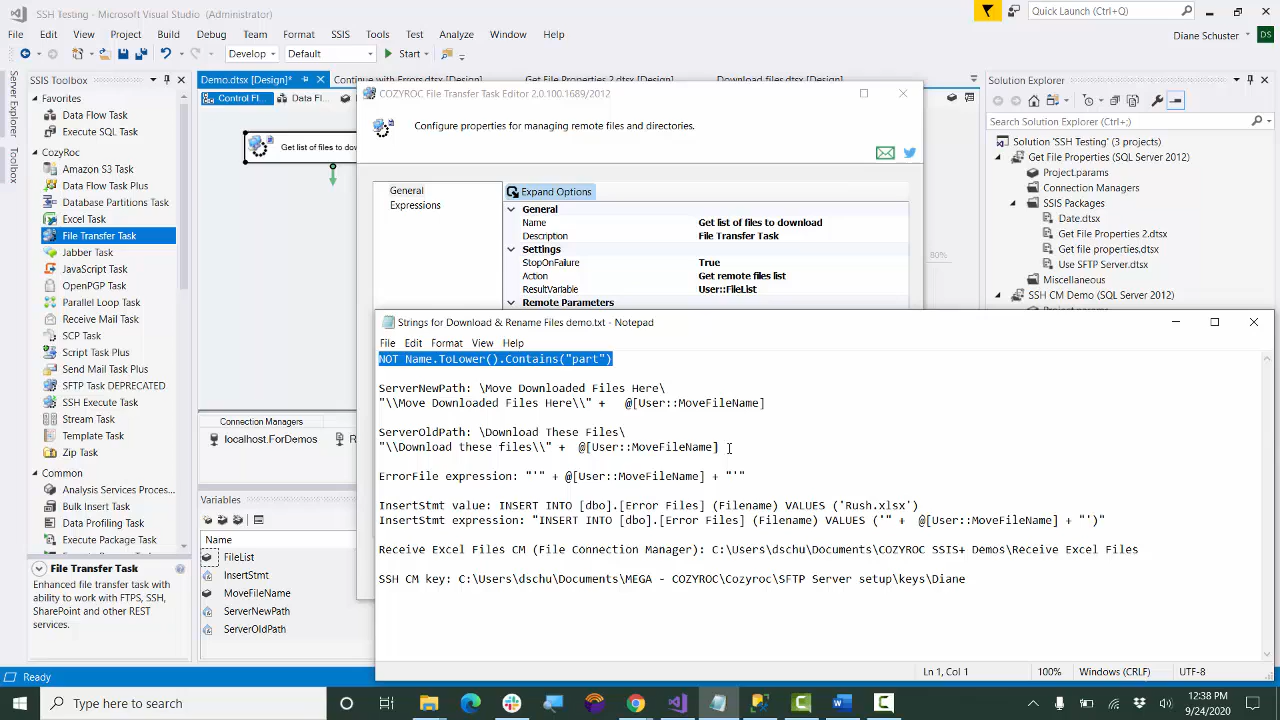 SSH Testing - Microsoft Visual Studio (Administrator)
Quick Launch (Ctrl+Q)
File Edit View Project Build Debug Team Format SSIS Tools Test Analyze Window Help
Diane Schuster DS
Develop Default Start
SSIS Toolbox
Server Explorer
Toolbox
Favorites
Data Flow Task
Execute SQL Task
CozyRoc
Amazon S3 Task
Data Flow Task Plus
Database Partitions Task
Excel Task
File Transfer Task
Jabber Task
JavaScript Task
OpenPGP Task
Parallel Loop Task
Receive Mail Task
SCP Task
Script Task Plus
Send Mail Task Plus
SFTP Task DEPRECATED
SSH Execute Task
Stream Task
Template Task
Zip Task
Common
Analysis Services Proces...
Bulk Insert Task
Data Profiling Task
Execute Package Task
File Transfer Task
Enhanced file transfer task with
ability to work with FTPS, SSH,
SharePoint and other REST
services.
Demo.dtsx [Design]*
Continue with Errors.dtsx [Design]
Get File Properties 2.dtsx [Design]
Download files.dtsx [Design]
Control Fl...
Data Fl...
Get list of files to dow
80%
Connection Managers
localhost.ForDemos
R
Variables
Name
FileList
InsertStmt
MoveFileName
ServerNewPath
ServerOldPath
COZYROC File Transfer Task Editor 2.0.100.1689/2012
Configure properties for managing remote files and directories.
General
Expressions
Expand Options
General
Name Get list of files to download
Description File Transfer Task
Settings
StopOnFailure True
Action Get remote files list
ResultVariable User::FileList
Remote Parameters
Solution Explorer
Search Solution Explorer (Ctrl+;)
Solution 'SSH Testing' (3 projects)
Get File Properties (SQL Server 2012)
Project.params
Connection Managers
SSIS Packages
Date.dtsx
Get File Properties 2.dtsx
Get file properties.dtsx
Use SFTP Server.dtsx
Miscellaneous
SSH CM Demo (SQL Server 2012)
Strings for Download & Rename Files demo.txt - Notepad
File Edit Format View Help
NOT Name.ToLower().Contains("part")
ServerNewPath: \Move Downloaded Files Here\
"\\Move Downloaded Files Here\\" + @[User::MoveFileName]
ServerOldPath: \Download These Files\
"\\Download these files\\" + @[User::MoveFileName]
ErrorFile expression: "'" + @[User::MoveFileName] + "'"
InsertStmt value: INSERT INTO [dbo].[Error Files] (Filename) VALUES ('Rush.xlsx')
InsertStmt expression: "INSERT INTO [dbo].[Error Files] (Filename) VALUES ('" + @[User::MoveFileName] + "')"
Receive Excel Files CM (File Connection Manager): C:\Users\dschu\Documents\COZYROC SSIS+ Demos\Receive Excel Files
SSH CM key: C:\Users\dschu\Documents\MEGA - COZYROC\Cozyroc\SFTP Server setup\keys\Diane
Ln 1, Col 1 100% Windows (CRLF) UTF-8
Ready
Type here to search
12:38 PM
9/24/2020